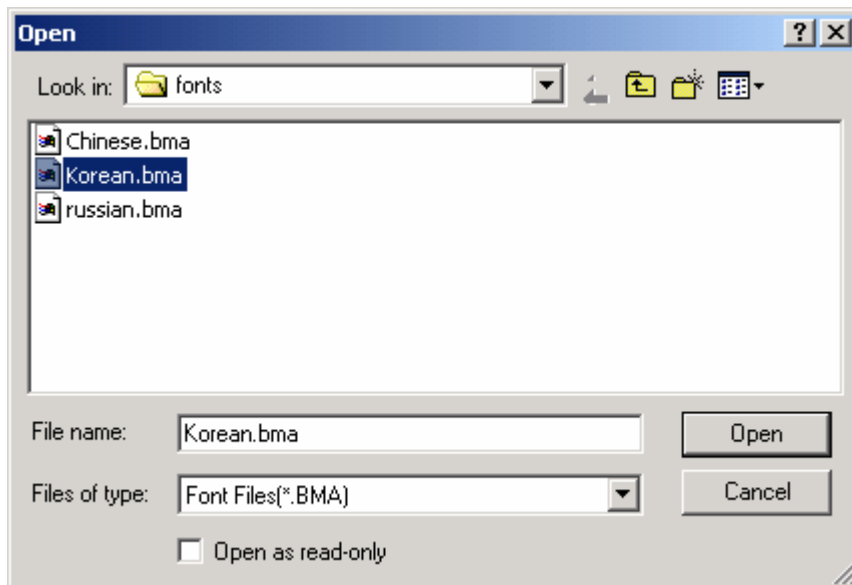 Open
Look in: fonts
Chinese.bma
Korean.bma
russian.bma
File name: Korean.bma Open
Files of type: Font Files(*.BMA) Cancel
Open as read-only